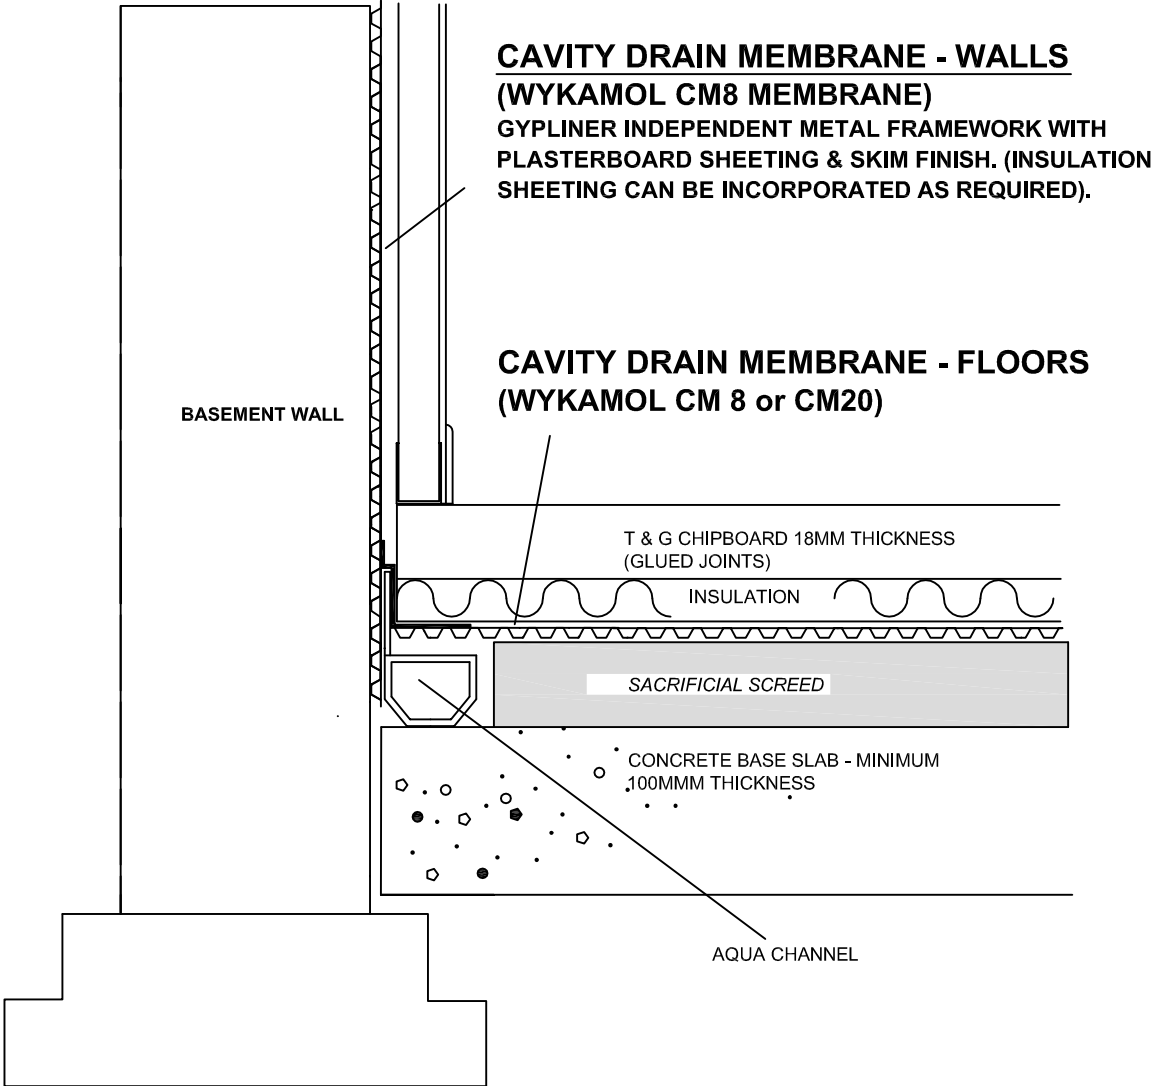 CAVITY DRAIN MEMBRANE - WALLS
(WYKAMOL CM8 MEMBRANE)
GYPLINER INDEPENDENT METAL FRAMEWORK WITH
PLASTERBOARD SHEETING & SKIM FINISH. (INSULATION
SHEETING CAN BE INCORPORATED AS REQUIRED).
CAVITY DRAIN MEMBRANE - FLOORS
(WYKAMOL CM 8 or CM20)
BASEMENT WALL
T & G CHIPBOARD 18MM THICKNESS
(GLUED JOINTS)
INSULATION
SACRIFICIAL SCREED
CONCRETE BASE SLAB - MINIMUM
100MMM THICKNESS
AQUA CHANNEL